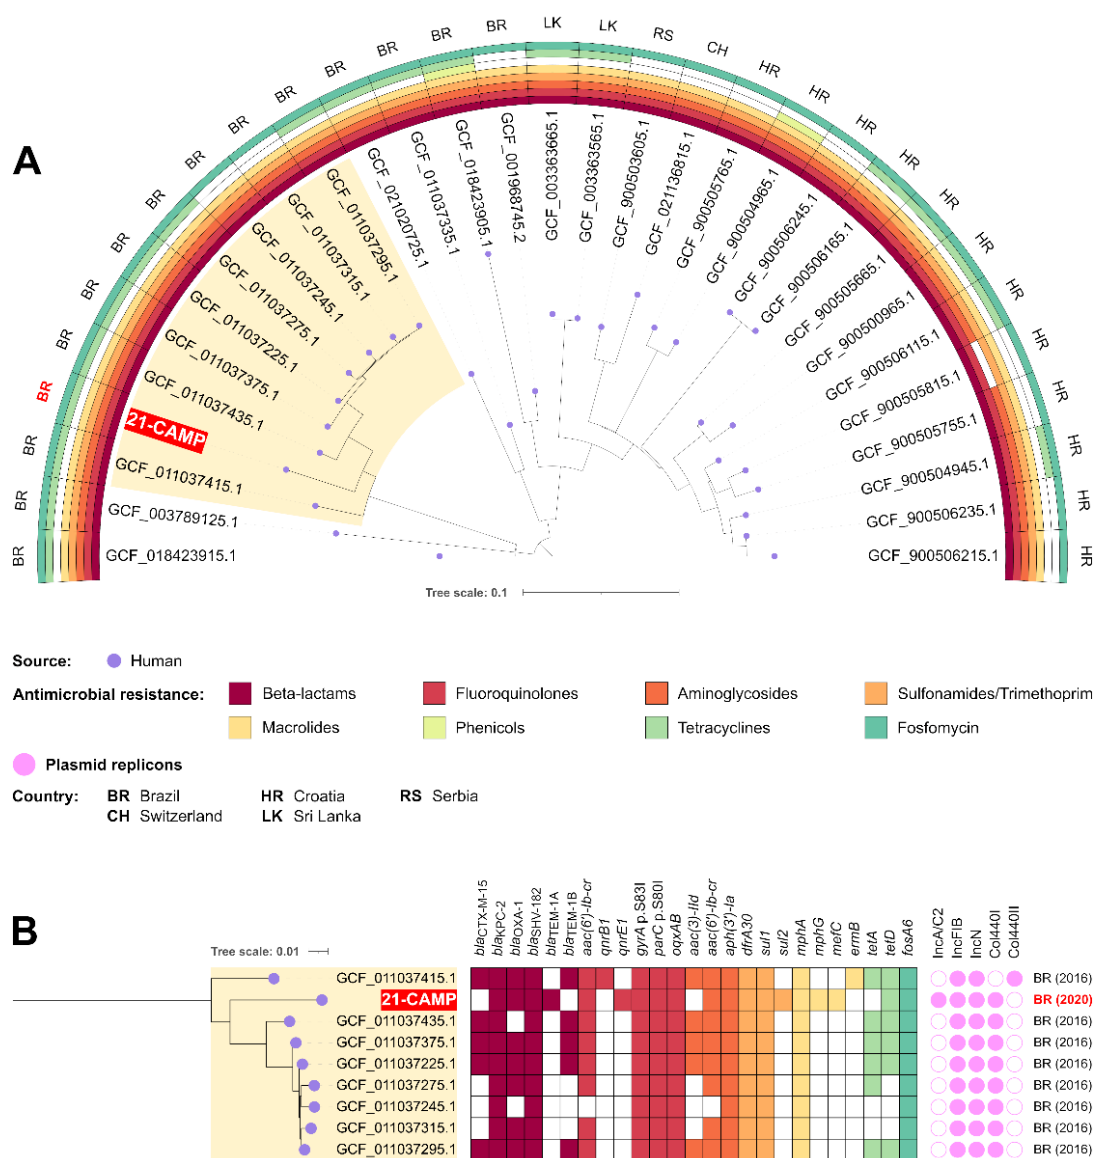 A
BR
BR
BR
BR
BR
BR
BR
BR
BR
BR
BR
BR
BR
LK
LK
RS
CH
HR
HR
HR
HR
HR
HR
HR
HR
HR
HR
HR
HR
GCF_018423915.1
GCF_003789125.1
GCF_011037415.1
21-CAMP
GCF_011037435.1
GCF_011037375.1
GCF_011037225.1
GCF_011037275.1
GCF_011037245.1
GCF_011037315.1
GCF_011037295.1
GCF_021020725.1
GCF_011037335.1
GCF_018423905.1
GCF_001968745.2
GCF_003363665.1
GCF_003363565.1
GCF_900503605.1
GCF_021136815.1
GCF_900505765.1
GCF_900504965.1
GCF_900506245.1
GCF_900506165.1
GCF_900505665.1
GCF_900500965.1
GCF_900506115.1
GCF_900505815.1
GCF_900505755.1
GCF_900504945.1
GCF_900506235.1
GCF_900506215.1
Tree scale: 0.1
Source: Human
Antimicrobial resistance: Beta-lactams Fluoroquinolones Aminoglycosides Sulfonamides/Trimethoprim
Macrolides Phenicols Tetracyclines Fosfomycin
Plasmid replicons
Country: BR Brazil HR Croatia RS Serbia
CH Switzerland LK Sri Lanka
B
Tree scale: 0.01
blaCTX-M-15
blaKPC-2
blaOXA-1
blaSHV-182
blaTEM-1A
blaTEM-1B
aac(6')-Ib-cr
qnrB1
qnrE1
gyrA p.S83I
parC p.S80I
oqxAB
aac(3)-IId
aac(6')-Ib-cr
aph(3')-Ia
dfrA30
sul1
sul2
mphA
mphG
mefC
ermB
tetA
tetD
fosA6
IncA/C2
IncFIB
IncN
Col440I
Col440II
GCF_011037415.1 BR (2016)
21-CAMP BR (2020)
GCF_011037435.1 BR (2016)
GCF_011037375.1 BR (2016)
GCF_011037225.1 BR (2016)
GCF_011037275.1 BR (2016)
GCF_011037245.1 BR (2016)
GCF_011037315.1 BR (2016)
GCF_011037295.1 BR (2016)